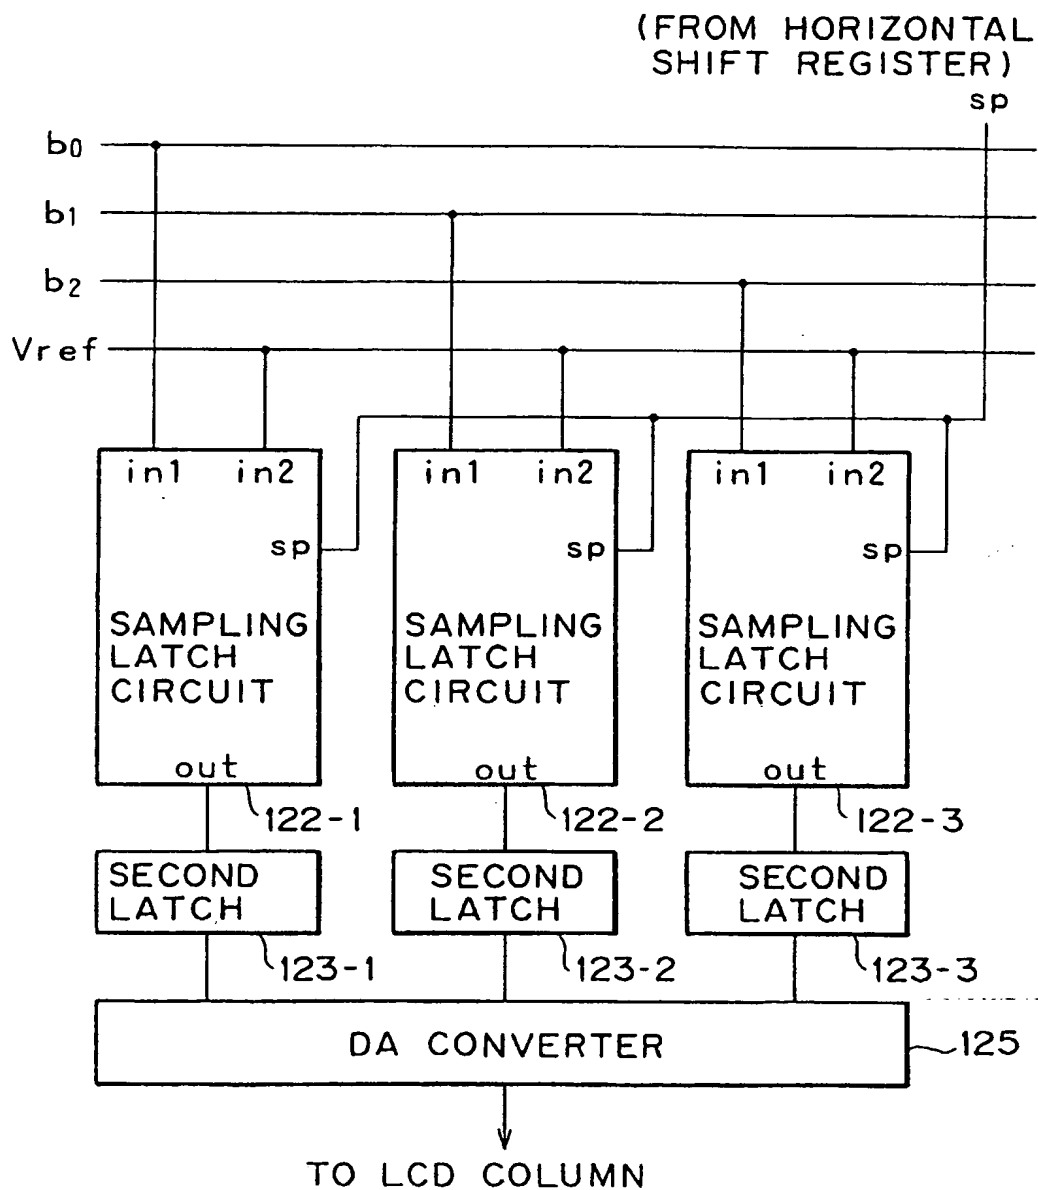 (FROM HORIZONTAL
SHIFT REGISTER)
sp
b0
b1
b2
Vref
in1 in2
in1 in2
in1 in2
sp
sp
sp
SAMPLING
LATCH
CIRCUIT
SAMPLING
LATCH
CIRCUIT
SAMPLING
LATCH
CIRCUIT
out
out
out
122-1
122-2
122-3
SECOND
LATCH
SECOND
LATCH
SECOND
LATCH
123-1
123-2
123-3
DA CONVERTER
125
TO LCD COLUMN